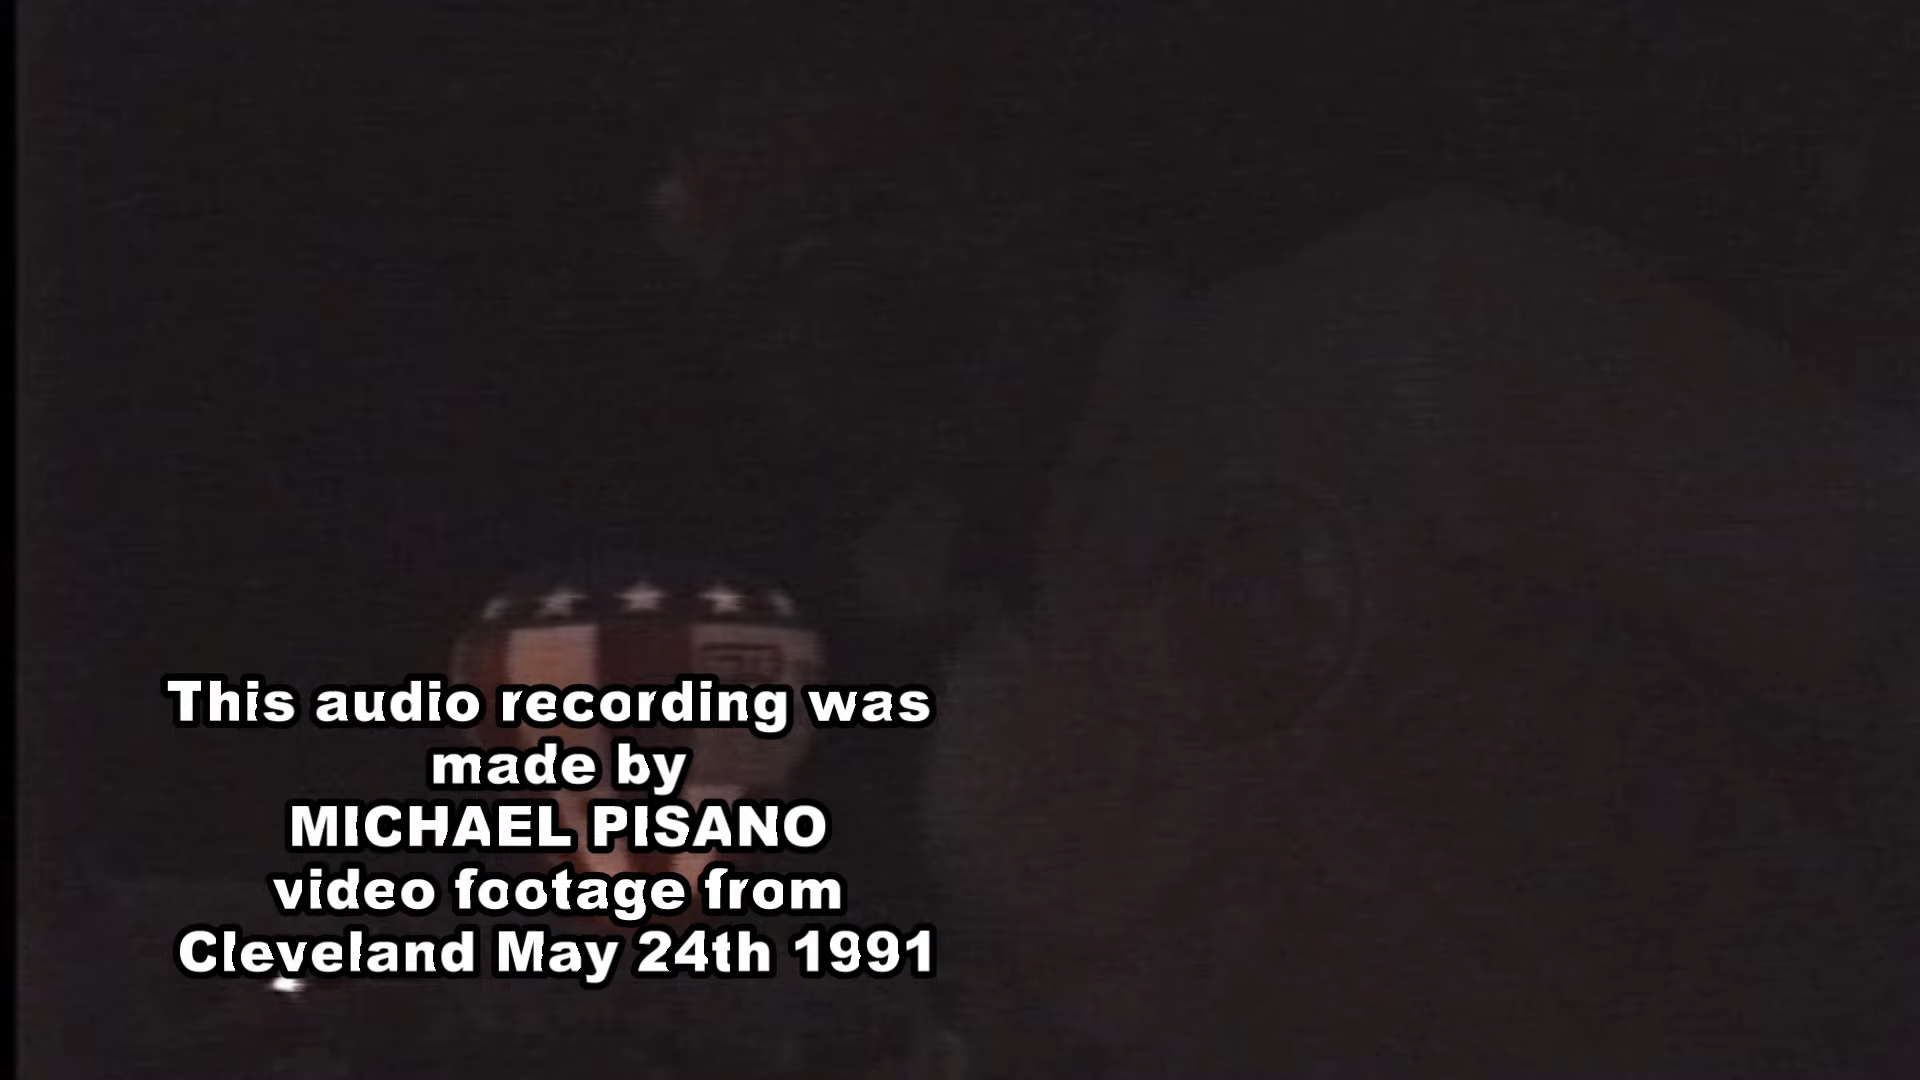 This audio recording was
made by
MICHAEL PISANO
video footage from
Cleveland May 24th 1991